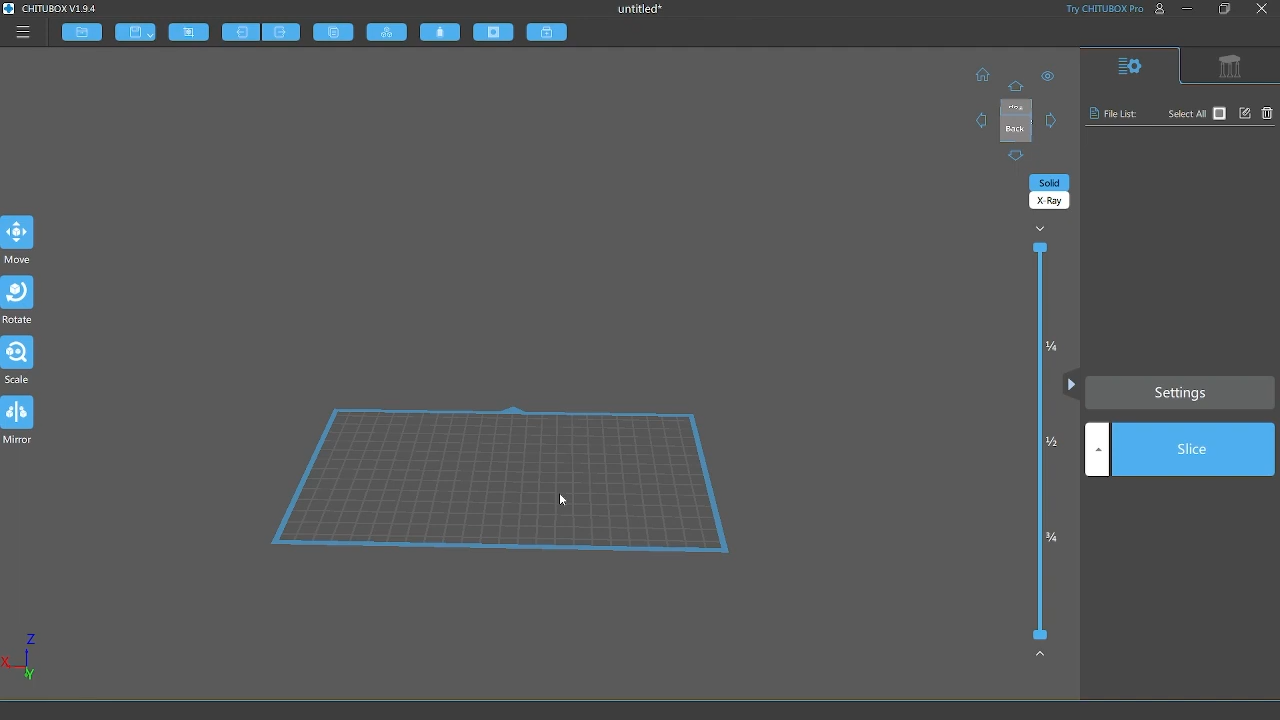 CHITUBOX V1.9.4
untitled*
Try CHITUBOX Pro
File List:
Select All
Back
Solid
X-Ray
Move
Rotate
Scale
Mirror
¼
½
¾
Settings
Slice
Z
X
Y